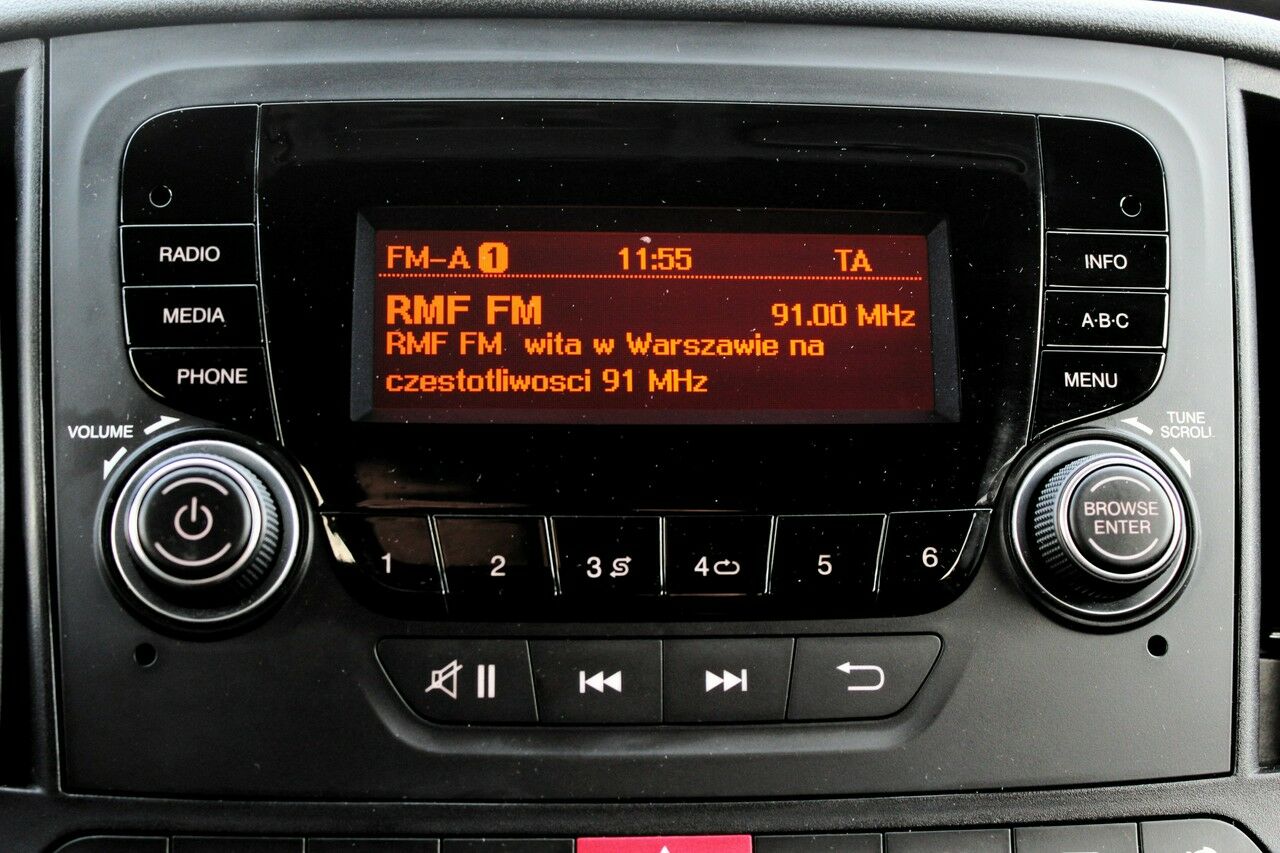 FM-A 1 11:55 TA
RMF FM 91.00 MHz
RMF FM wita w Warszawie na
czestotliwosci 91 MHz
RADIO
MEDIA
PHONE
INFO
A·B·C
MENU
VOLUME
TUNE
SCROLL
BROWSE
ENTER
1 2 3 4 5 6